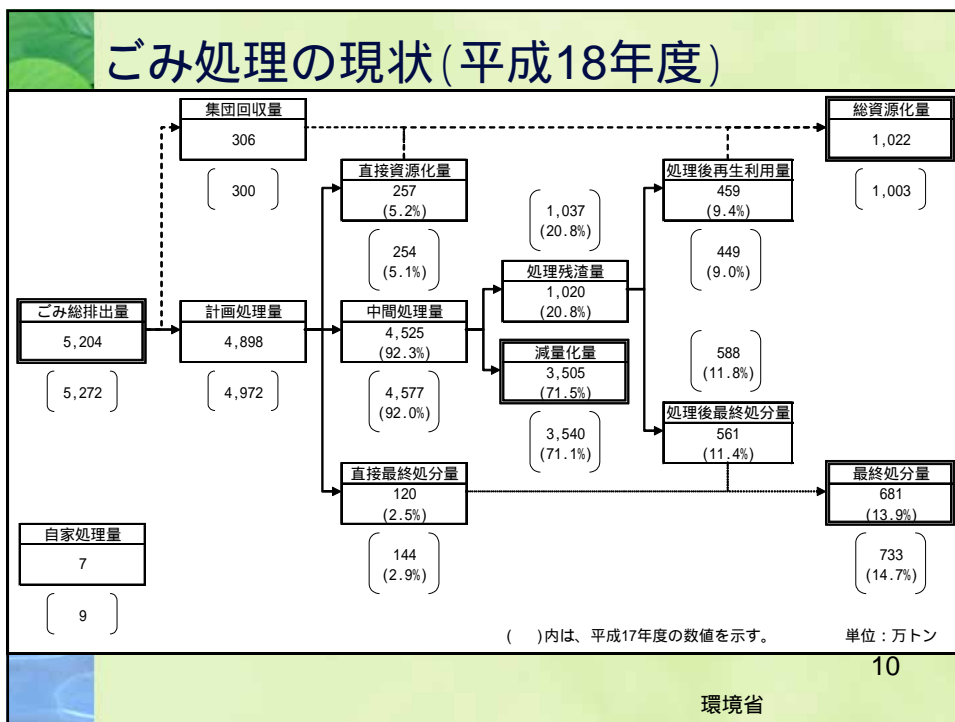 ごみ処理の現状(平成18年度)
集団回収量
306
300
総資源化量
1,022
1,003
直接資源化量
257
(5.2%)
254
(5.1%)
処理後再生利用量
459
(9.4%)
449
(9.0%)
1,037
(20.8%)
処理残渣量
1,020
(20.8%)
ごみ総排出量
5,204
5,272
計画処理量
4,898
4,972
中間処理量
4,525
(92.3%)
4,577
(92.0%)
減量化量
3,505
(71.5%)
3,540
(71.1%)
588
(11.8%)
処理後最終処分量
561
(11.4%)
直接最終処分量
120
(2.5%)
144
(2.9%)
最終処分量
681
(13.9%)
733
(14.7%)
自家処理量
7
9
(　)内は、平成17年度の数値を示す。
単位:万トン
10
環境省